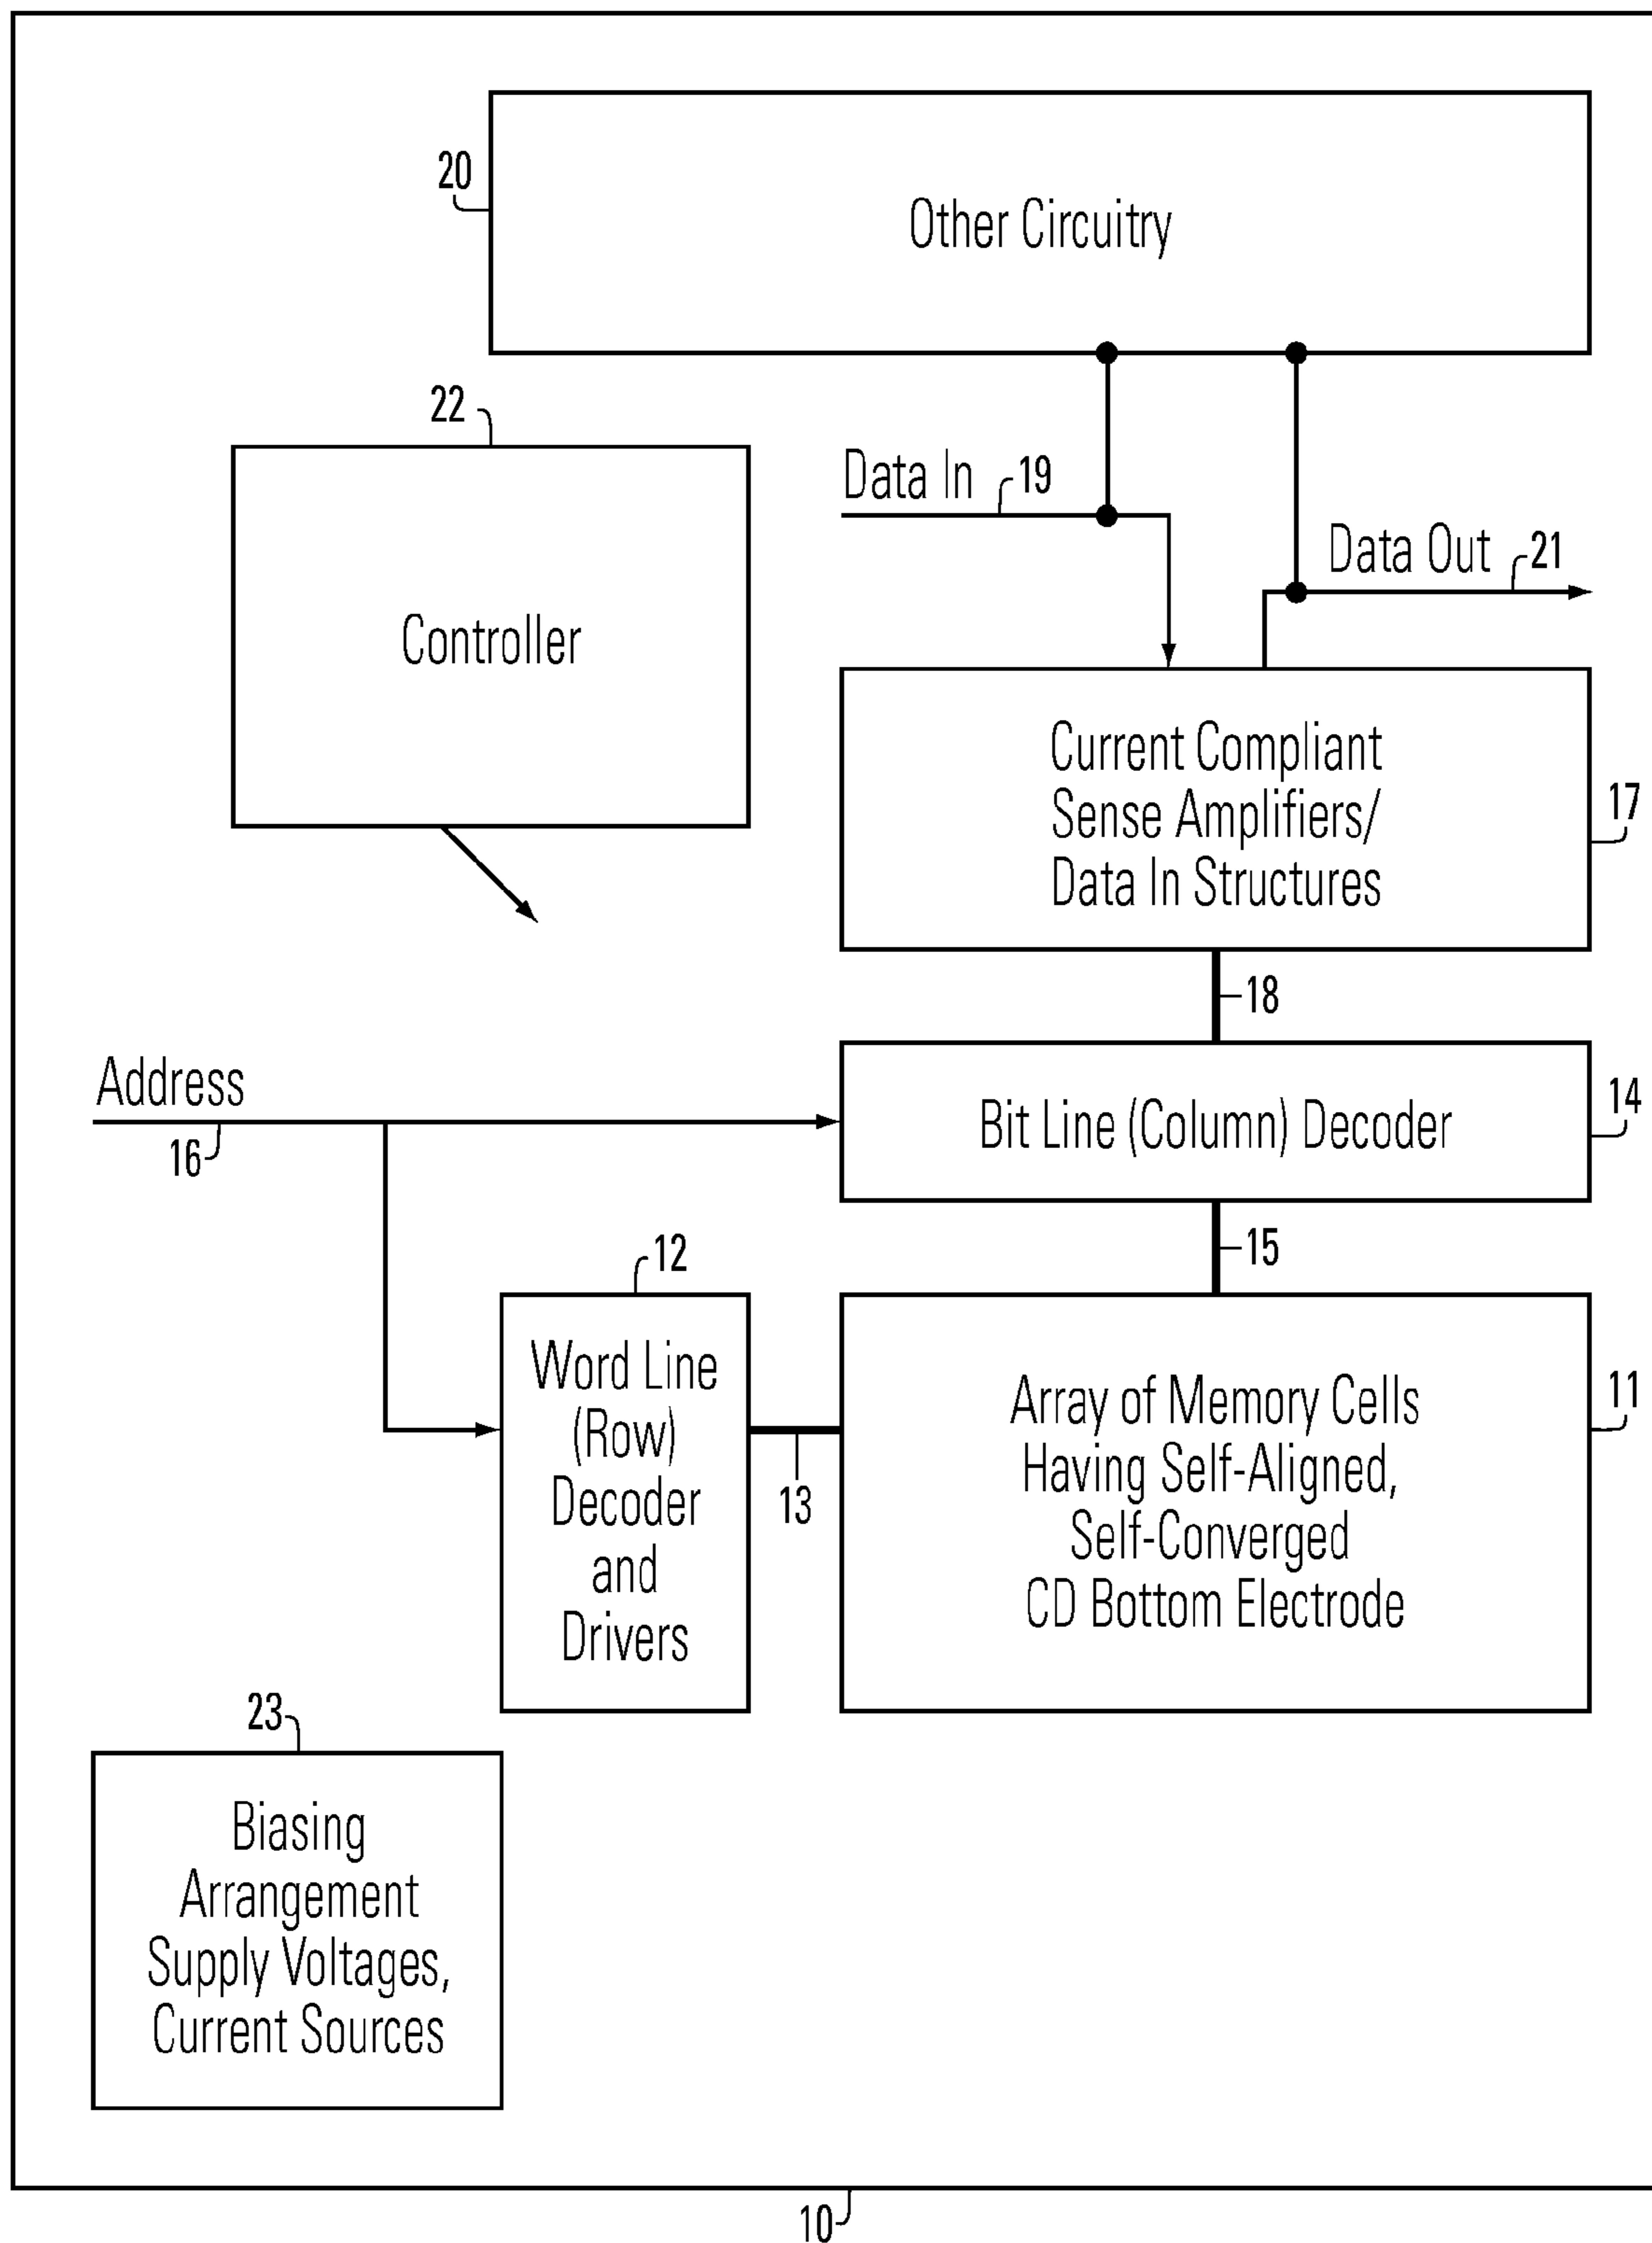 20
Other Circuitry
22
Data In
19
Data Out
21
Controller
Current Compliant
Sense Amplifiers/
Data In Structures
17
18
Address
16
Bit Line (Column) Decoder
14
15
12
Word Line
(Row)
Decoder
and
Drivers
13
Array of Memory Cells
Having Self-Aligned,
Self-Converged
CD Bottom Electrode
11
23
Biasing
Arrangement
Supply Voltages,
Current Sources
10